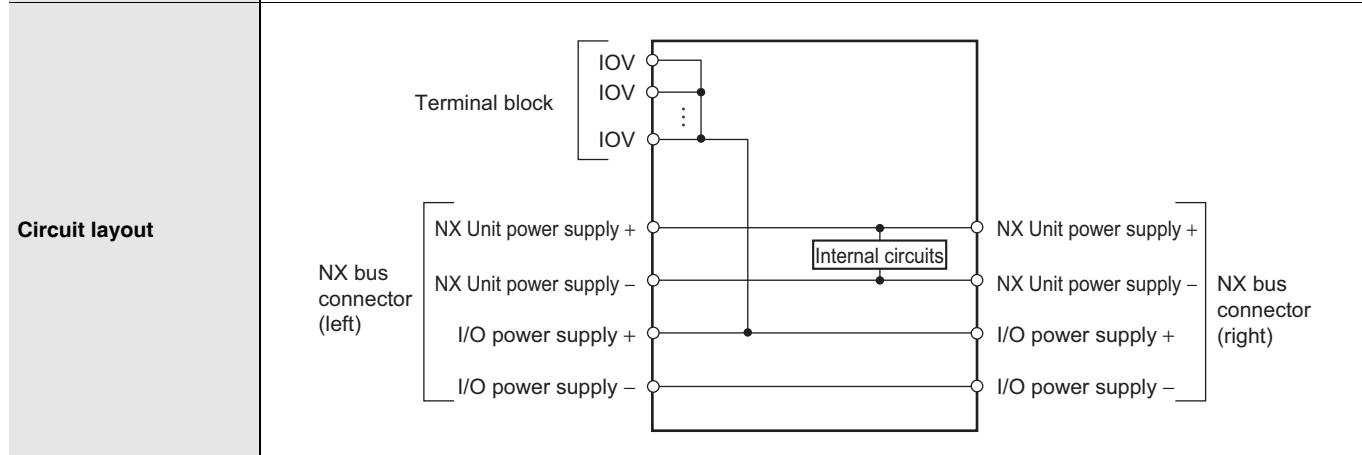 Circuit layout
Terminal block
IOV
IOV
⋮
IOV
NX bus
connector
(left)
NX Unit power supply +
NX Unit power supply −
I/O power supply +
I/O power supply −
Internal circuits
NX Unit power supply +
NX Unit power supply −
I/O power supply +
I/O power supply −
NX bus
connector
(right)